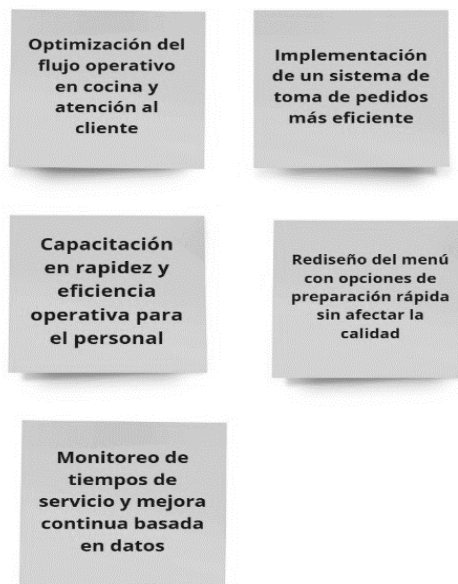 Optimización del
flujo operativo
en cocina y
atención al
cliente
Implementación
de un sistema de
toma de pedidos
más eficiente
Capacitación
en rapidez y
eficiencia
operativa para
el personal
Rediseño del menú
con opciones de
preparación rápida
sin afectar la
calidad
Monitoreo de
tiempos de
servicio y mejora
continua basada
en datos